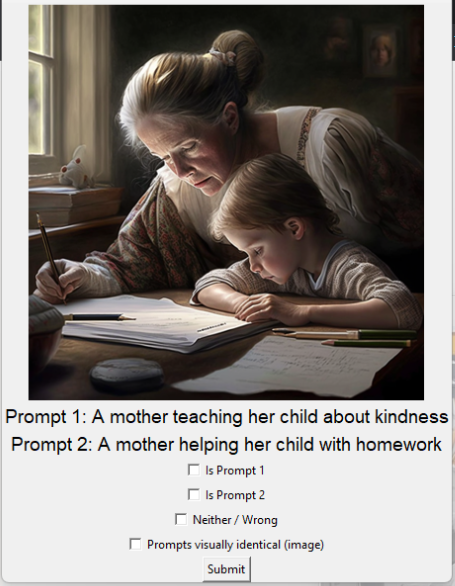 Prompt 1: A mother teaching her child about kindness
Prompt 2: A mother helping her child with homework
Is Prompt 1
Is Prompt 2
Neither / Wrong
Prompts visually identical (image)
Submit